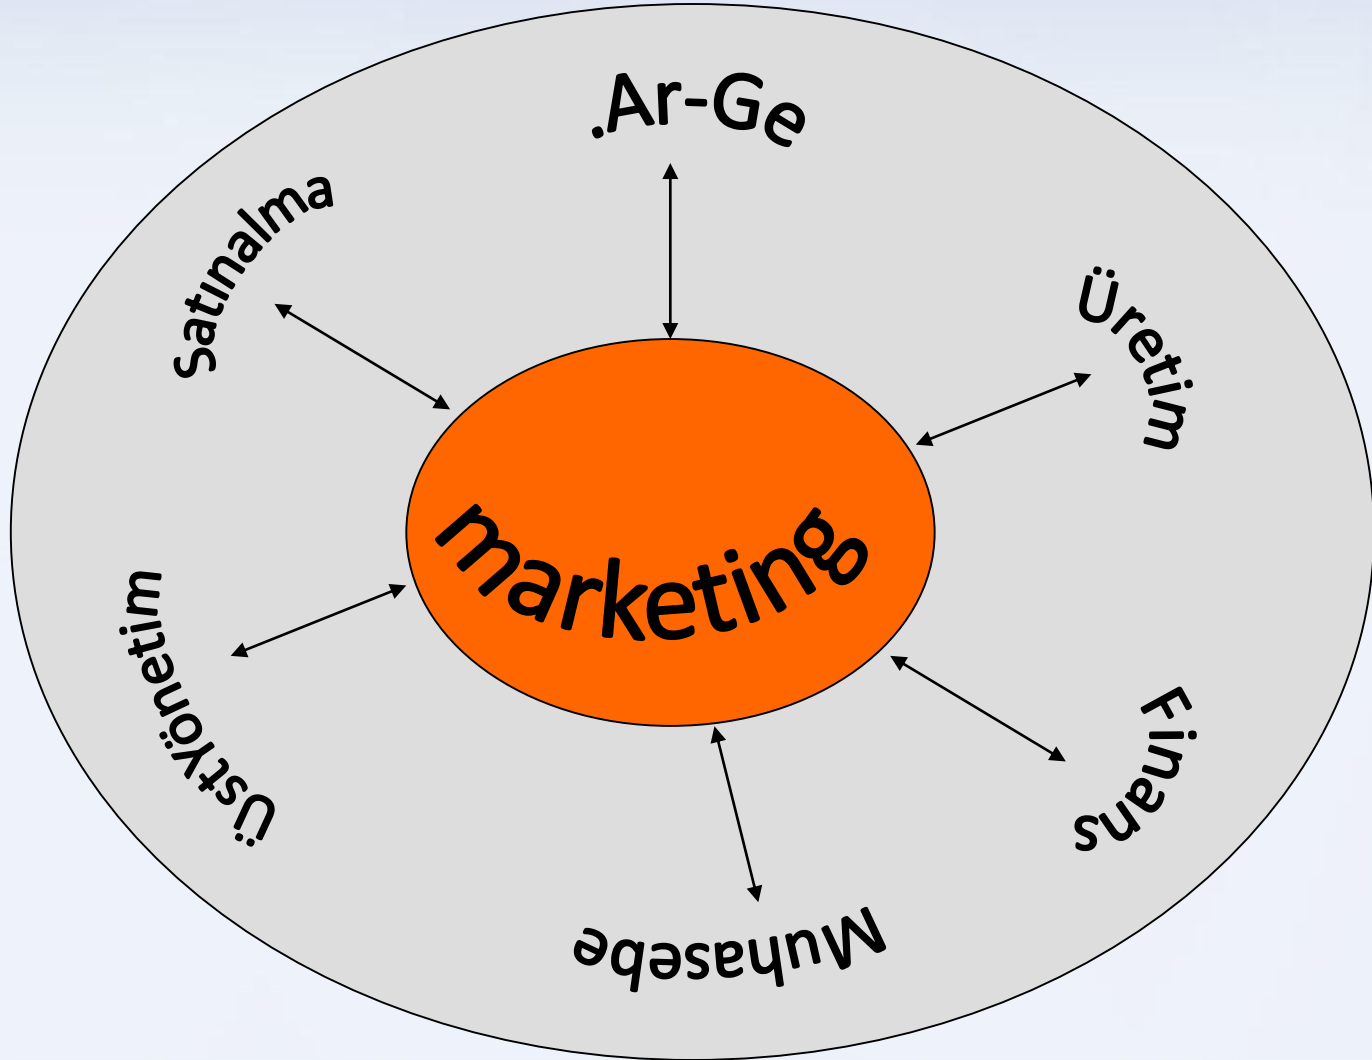 .Ar-Ge
Satınalma
Üretim
marketing
Üstyönetim
Finans
Muhasebe